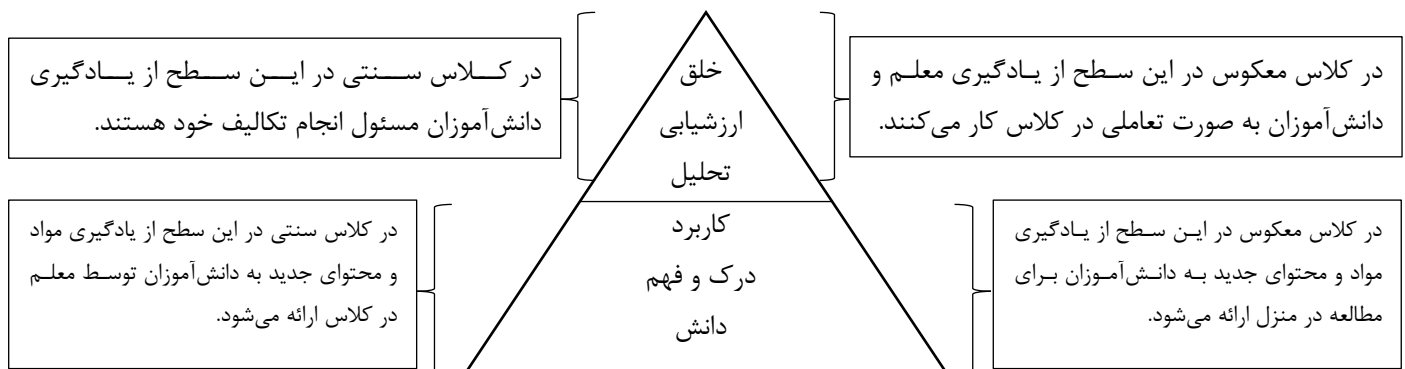 در کلاس معکوس در این سطح از یادگیری معلم و
دانش‌آموزان به صورت تعاملی در کلاس کار می‌کنند.
خلق
ارزشیابی
تحلیل
در کلاس سنتی در این سطح از یادگیری
دانش‌آموزان مسئول انجام تکالیف خود هستند.
در کلاس معکوس در این سطح از یادگیری
مواد و محتوای جدید به دانش‌آموزان برای
مطالعه در منزل ارائه می‌شود.
کاربرد
درک و فهم
دانش
در کلاس سنتی در این سطح از یادگیری مواد
و محتوای جدید به دانش‌آموزان توسط معلم
در کلاس ارائه می‌شود.